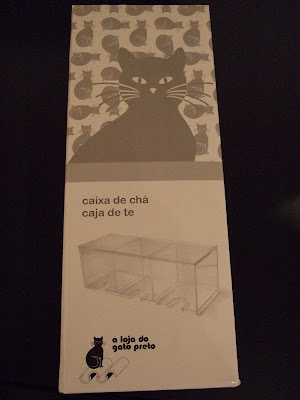 caixa de chá
caja de te
a loja do
gato preto